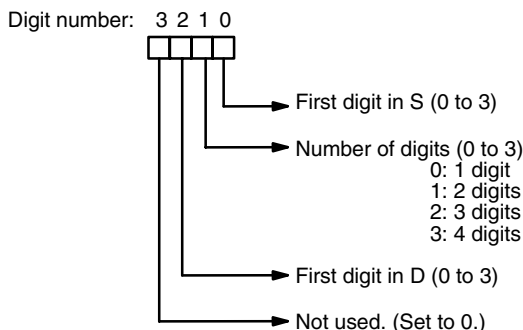 Digit number: 3 2 1 0
First digit in S (0 to 3)
Number of digits (0 to 3)
0: 1 digit
1: 2 digits
2: 3 digits
3: 4 digits
First digit in D (0 to 3)
Not used. (Set to 0.)